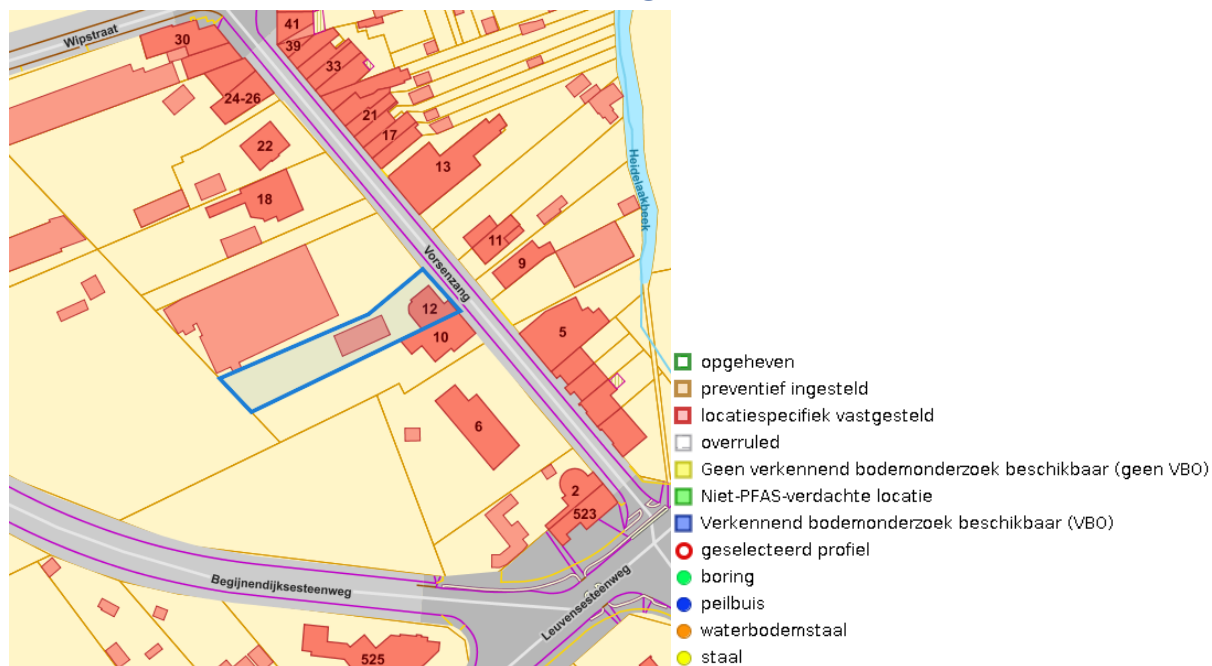 Wipstraat
30
24-26
22
18
41
39
33
21
17
13
11
9
Heidelaakbeek
Vorsenzang
12
10
5
6
2
523
Begijnendijksesteenweg
Leuvensesteenweg
525
opgeheven
preventief ingesteld
locatiespecifiek vastgesteld
overruled
Geen verkennend bodemonderzoek beschikbaar (geen VBO)
Niet-PFAS-verdachte locatie
Verkennend bodemonderzoek beschikbaar (VBO)
geselecteerd profiel
boring
peilbuis
waterbodemstaal
staal